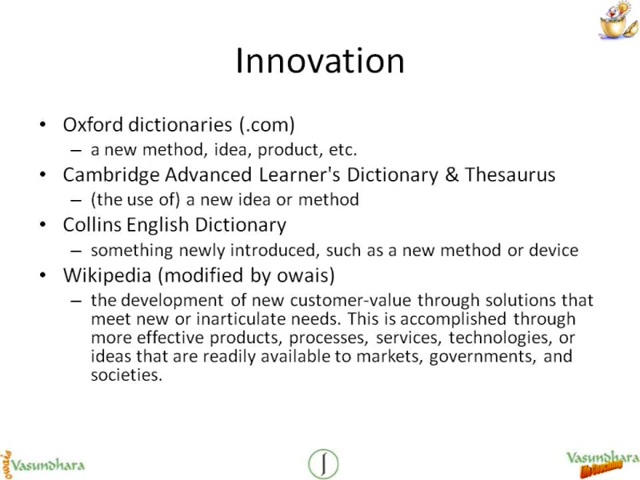 Innovation
• Oxford dictionaries (.com)
– a new method, idea, product, etc.
• Cambridge Advanced Learner's Dictionary & Thesaurus
– (the use of) a new idea or method
• Collins English Dictionary
– something newly introduced, such as a new method or device
• Wikipedia (modified by owais)
– the development of new customer-value through solutions that
meet new or inarticulate needs. This is accomplished through
more effective products, processes, services, technologies, or
ideas that are readily available to markets, governments, and
societies.
owais
Vasundhara
Vasundhara